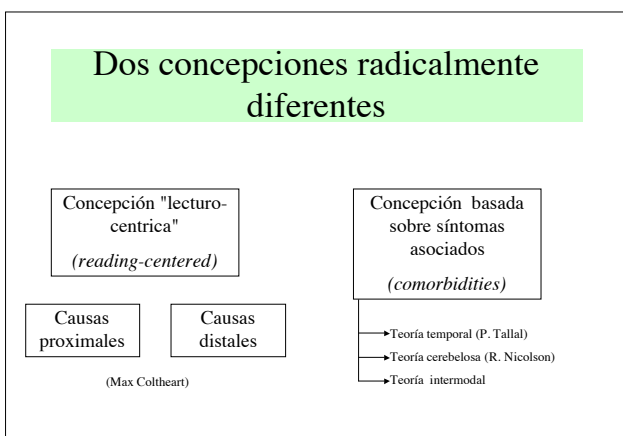 Dos concepciones radicalmente
diferentes
Concepción "lecturo-
centrica"
(reading-centered)
Causas
proximales
Causas
distales
(Max Coltheart)
Concepción basada
sobre síntomas
asociados
(comorbidities)
Teoría temporal (P. Tallal)
Teoría cerebelosa (R. Nicolson)
Teoría intermodal